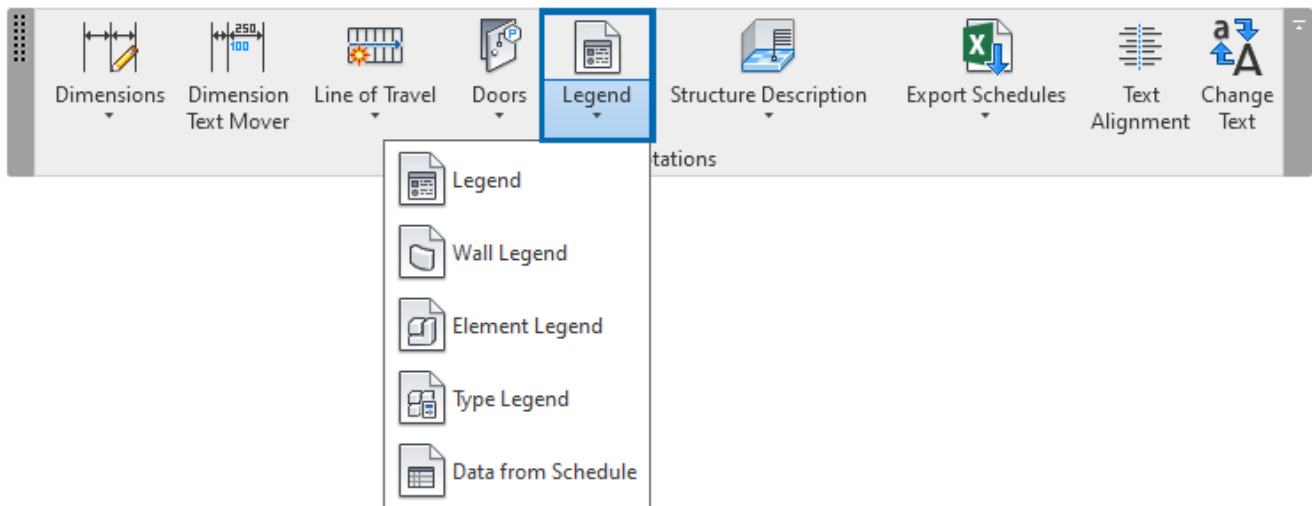 Dimensions
Dimension
Text Mover
Line of Travel
Doors
Legend
Structure Description
Export Schedules
Text
Alignment
Change
Text
tations
Legend
Wall Legend
Element Legend
Type Legend
Data from Schedule
250
100
P
X
a
A